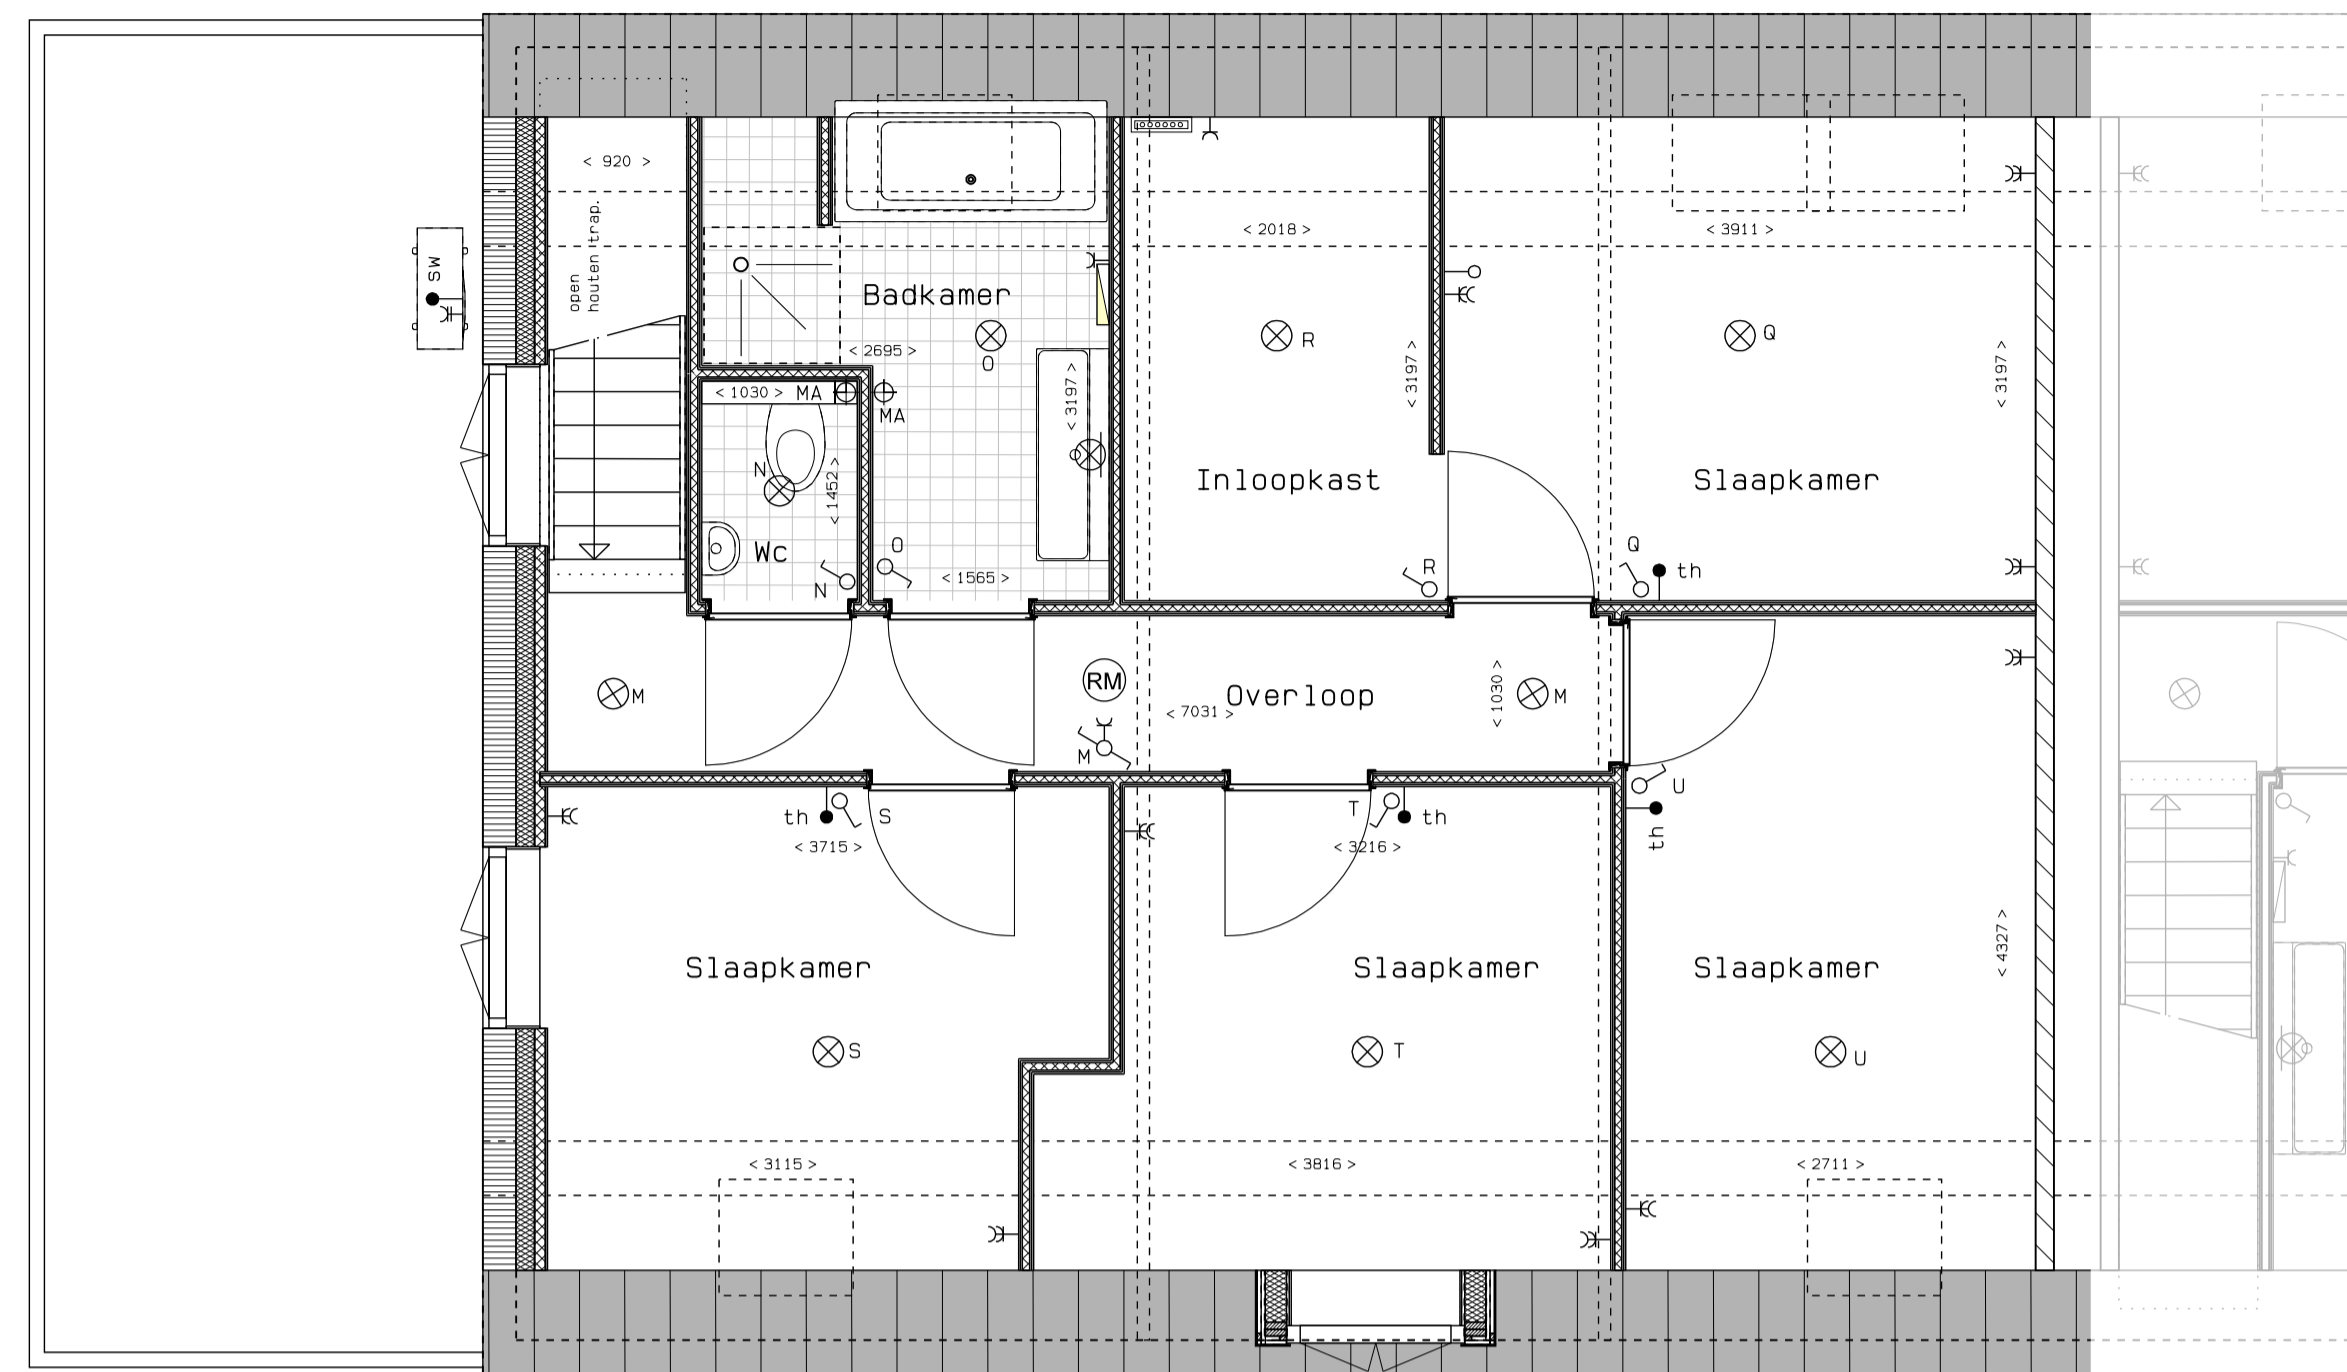 < 920 >
open
houten trap.
SW
< 2018 >
< 3911 >
Badkamer
O
< 2695 >
R
Q
< 3197 >
< 3197 >
< 3197 >
< 1030 > MA
MA
N
< 1452 >
Wc
N
O
< 1565 >
Inloopkast
Slaapkamer
R
Q
th
M
RM
M
< 7031 >
Overloop
< 1030 >
M
th
S
< 3715 >
T
th
< 3216 >
U
th
Slaapkamer
Slaapkamer
Slaapkamer
< 4327 >
S
T
U
< 3115 >
< 3816 >
< 2711 >